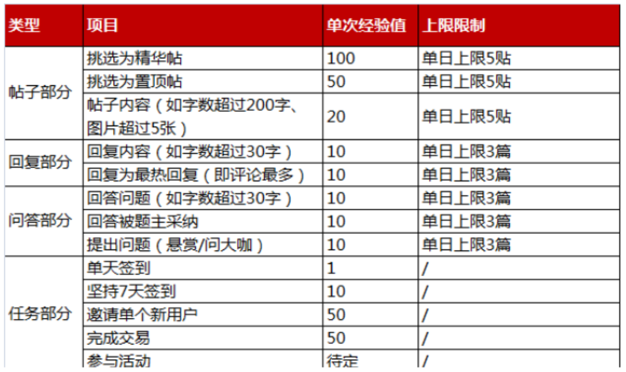 类型 项目 单次经验值 上限限制
帖子部分 挑选为精华帖 100 单日上限5贴
挑选为置顶帖 50 单日上限5贴
帖子内容（如字数超过200字、
图片超过5张） 20 单日上限5贴
回复部分 回复内容（如字数超过30字） 10 单日上限3篇
回复为最热回复（即评论最多） 10 单日上限3篇
问答部分 回答问题（如字数超过30字） 10 单日上限3篇
回答被题主采纳 10 单日上限3篇
提出问题（悬赏/问大咖） 10 单日上限3篇
任务部分 单天签到 1 /
坚持7天签到 10 /
邀请单个新用户 50 /
完成交易 50 /
参与活动 待定 /